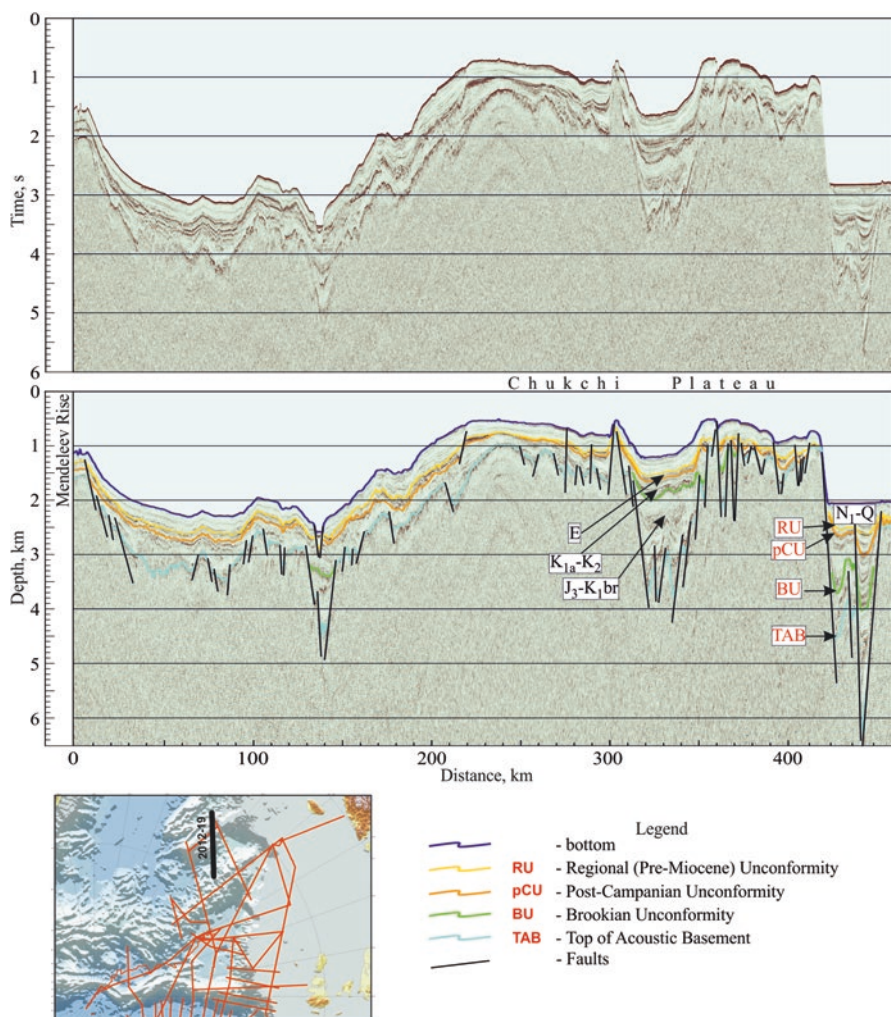 0
1
2
3
4
5
6
Time, s
Chukchi Plateau
0
1
2
3
4
5
6
Depth, km
Mendeleev Rise
E
K1a-K2
J3-K1br
N1-Q
RU
pCU
BU
TAB
0 100 200 300 400
Distance, km
2012-19
Legend
- bottom
RU - Regional (Pre-Miocene) Unconformity
pCU - Post-Campanian Unconformity
BU - Brookian Unconformity
TAB - Top of Acoustic Basement
- Faults